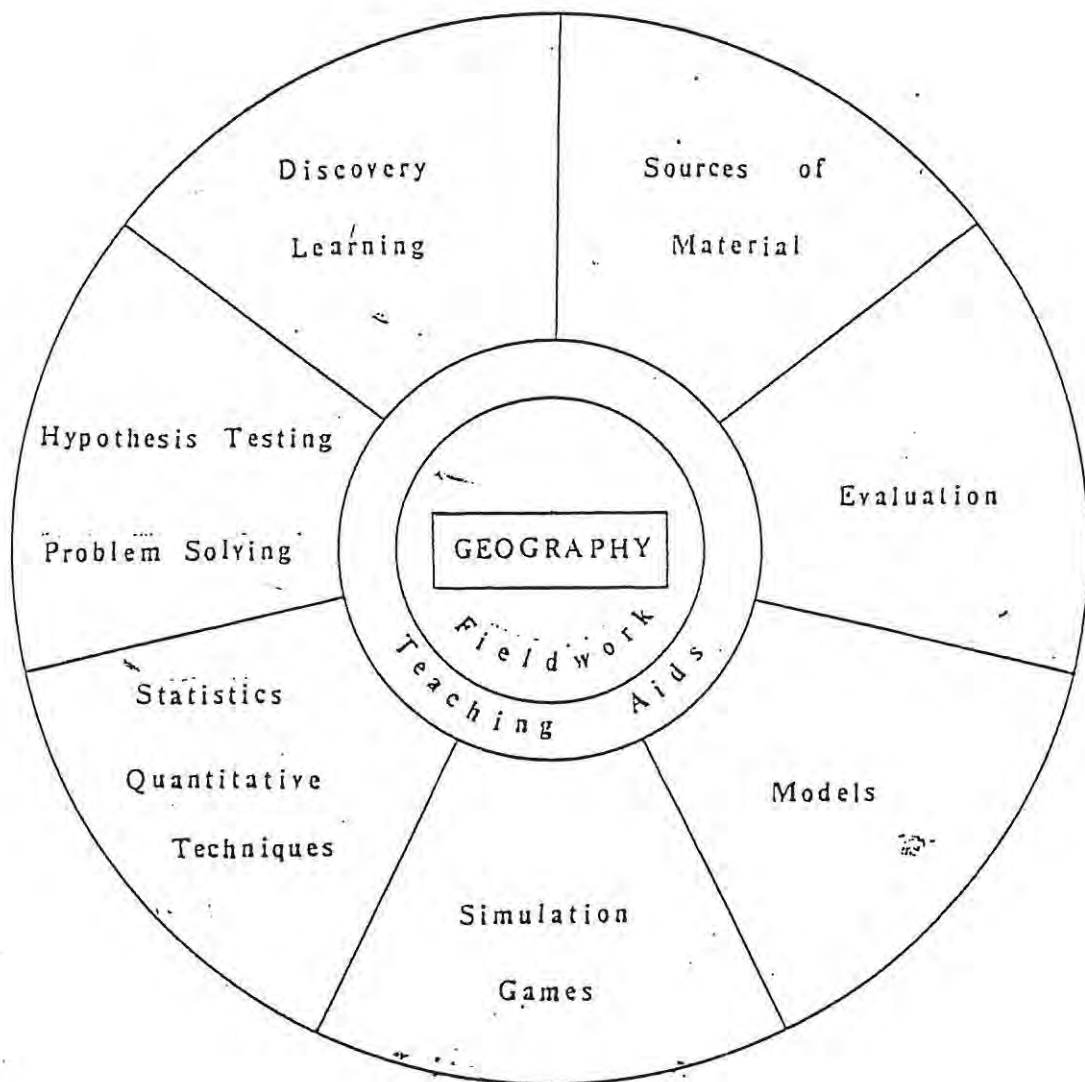 Discovery
Learning
Sources of
Material
Hypothesis Testing
Problem Solving
Evaluation
GEOGRAPHY
Fieldwork
Teaching Aids
Statistics
Quantitative
Techniques
Models
Simulation
Games